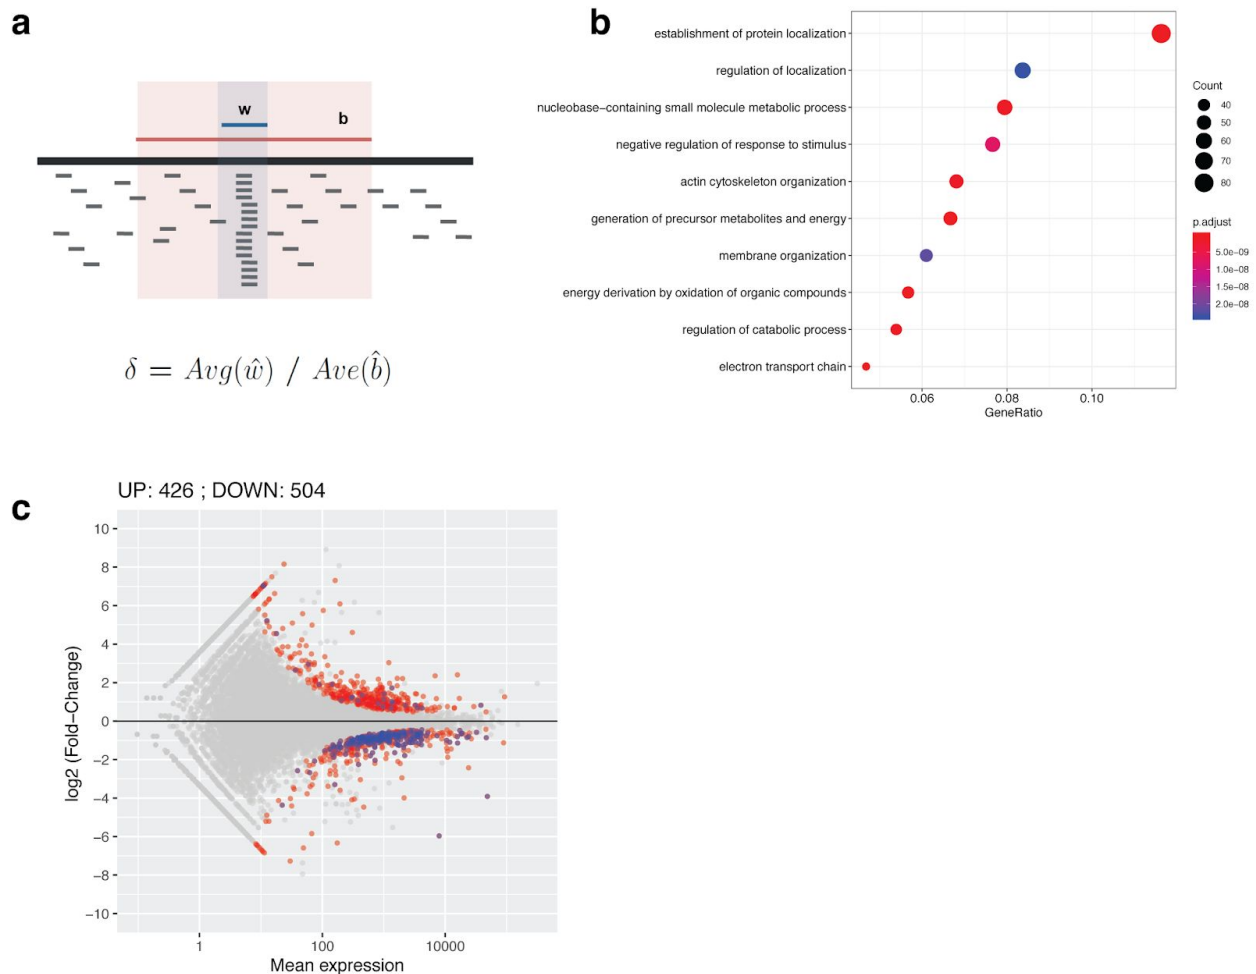 a
w
b
δ = Avg(ŵ) / Ave(b̂)
b
establishment of protein localization
regulation of localization
nucleobase−containing small molecule metabolic process
negative regulation of response to stimulus
actin cytoskeleton organization
generation of precursor metabolites and energy
membrane organization
energy derivation by oxidation of organic compounds
regulation of catabolic process
electron transport chain
0.06 0.08 0.10
GeneRatio
Count
40
50
60
70
80
p.adjust
5.0e−09
1.0e−08
1.5e−08
2.0e−08
c
UP: 426 ; DOWN: 504
log2 (Fold−Change)
10
8
6
4
2
0
−2
−4
−6
−8
−10
1 100 10000
Mean expression